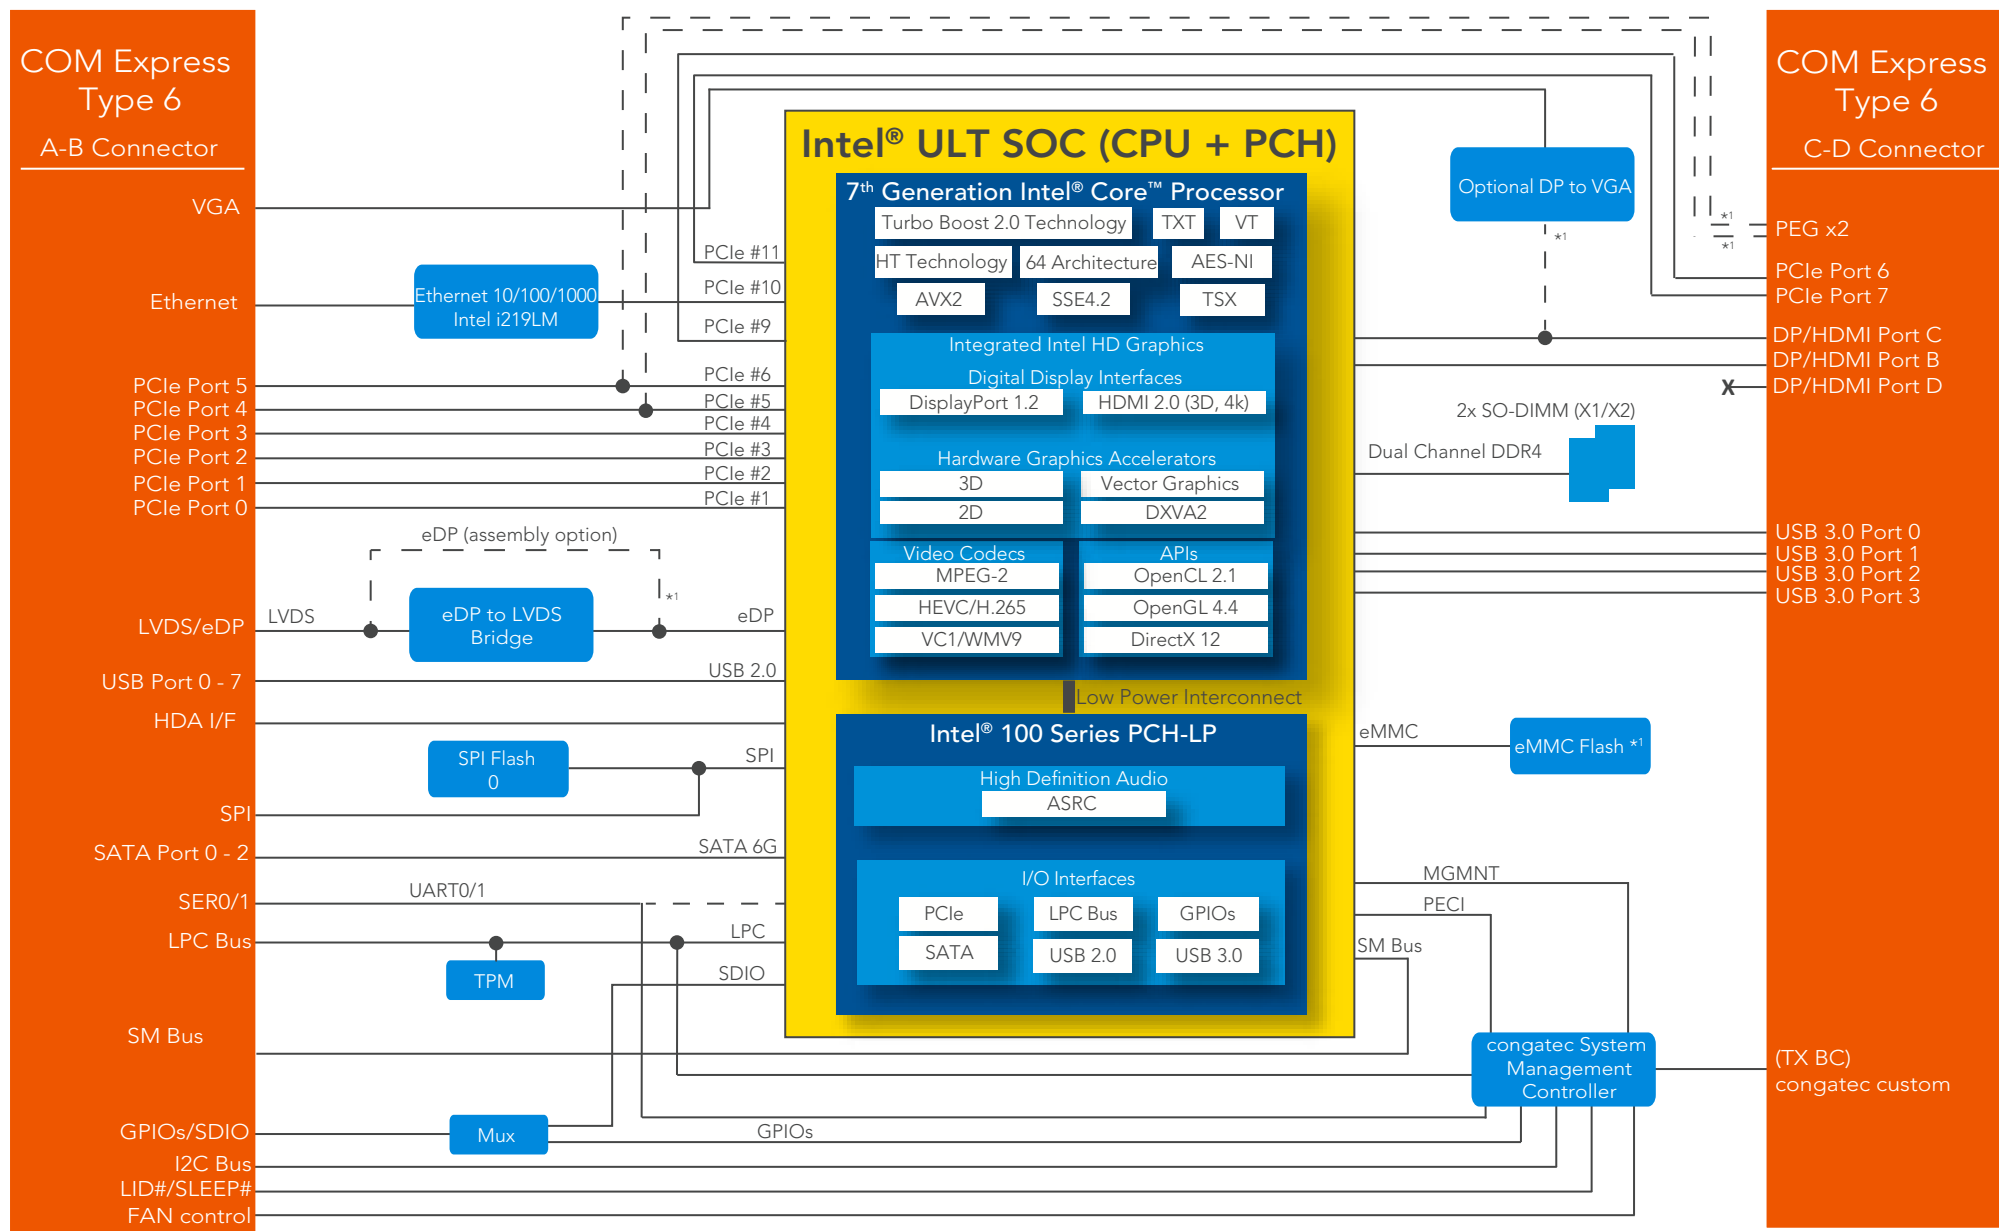 COM Express
Type 6
A-B Connector
VGA
Ethernet
PCIe Port 5
PCIe Port 4
PCIe Port 3
PCIe Port 2
PCIe Port 1
PCIe Port 0
LVDS/eDP
USB Port 0 - 7
HDA I/F
SPI
SATA Port 0 - 2
SER0/1
LPC Bus
SM Bus
GPIOs/SDIO
I2C Bus
LID#/SLEEP#
FAN control
Ethernet 10/100/1000
Intel i219LM
eDP (assembly option)
*1
LVDS
eDP to LVDS
Bridge
SPI Flash
0
UART0/1
TPM
Mux
GPIOs
PCIe #11
PCIe #10
PCIe #9
PCIe #6
PCIe #5
PCIe #4
PCIe #3
PCIe #2
PCIe #1
eDP
USB 2.0
SPI
SATA 6G
LPC
SDIO
Intel® ULT SOC (CPU + PCH)
7th Generation Intel® Core™ Processor
Turbo Boost 2.0 Technology
TXT
VT
HT Technology
64 Architecture
AES-NI
AVX2
SSE4.2
TSX
Integrated Intel HD Graphics
Digital Display Interfaces
DisplayPort 1.2
HDMI 2.0 (3D, 4k)
Hardware Graphics Accelerators
3D
Vector Graphics
2D
DXVA2
Video Codecs
MPEG-2
HEVC/H.265
VC1/WMV9
APIs
OpenCL 2.1
OpenGL 4.4
DirectX 12
Low Power Interconnect
Intel® 100 Series PCH-LP
High Definition Audio
ASRC
I/O Interfaces
PCIe
LPC Bus
GPIOs
SATA
USB 2.0
USB 3.0
Optional DP to VGA
*1
*1
*1
X
2x SO-DIMM (X1/X2)
Dual Channel DDR4
eMMC
eMMC Flash *1
MGMNT
PECI
SM Bus
congatec System
Management
Controller
COM Express
Type 6
C-D Connector
PEG x2
PCIe Port 6
PCIe Port 7
DP/HDMI Port C
DP/HDMI Port B
DP/HDMI Port D
USB 3.0 Port 0
USB 3.0 Port 1
USB 3.0 Port 2
USB 3.0 Port 3
(TX BC)
congatec custom